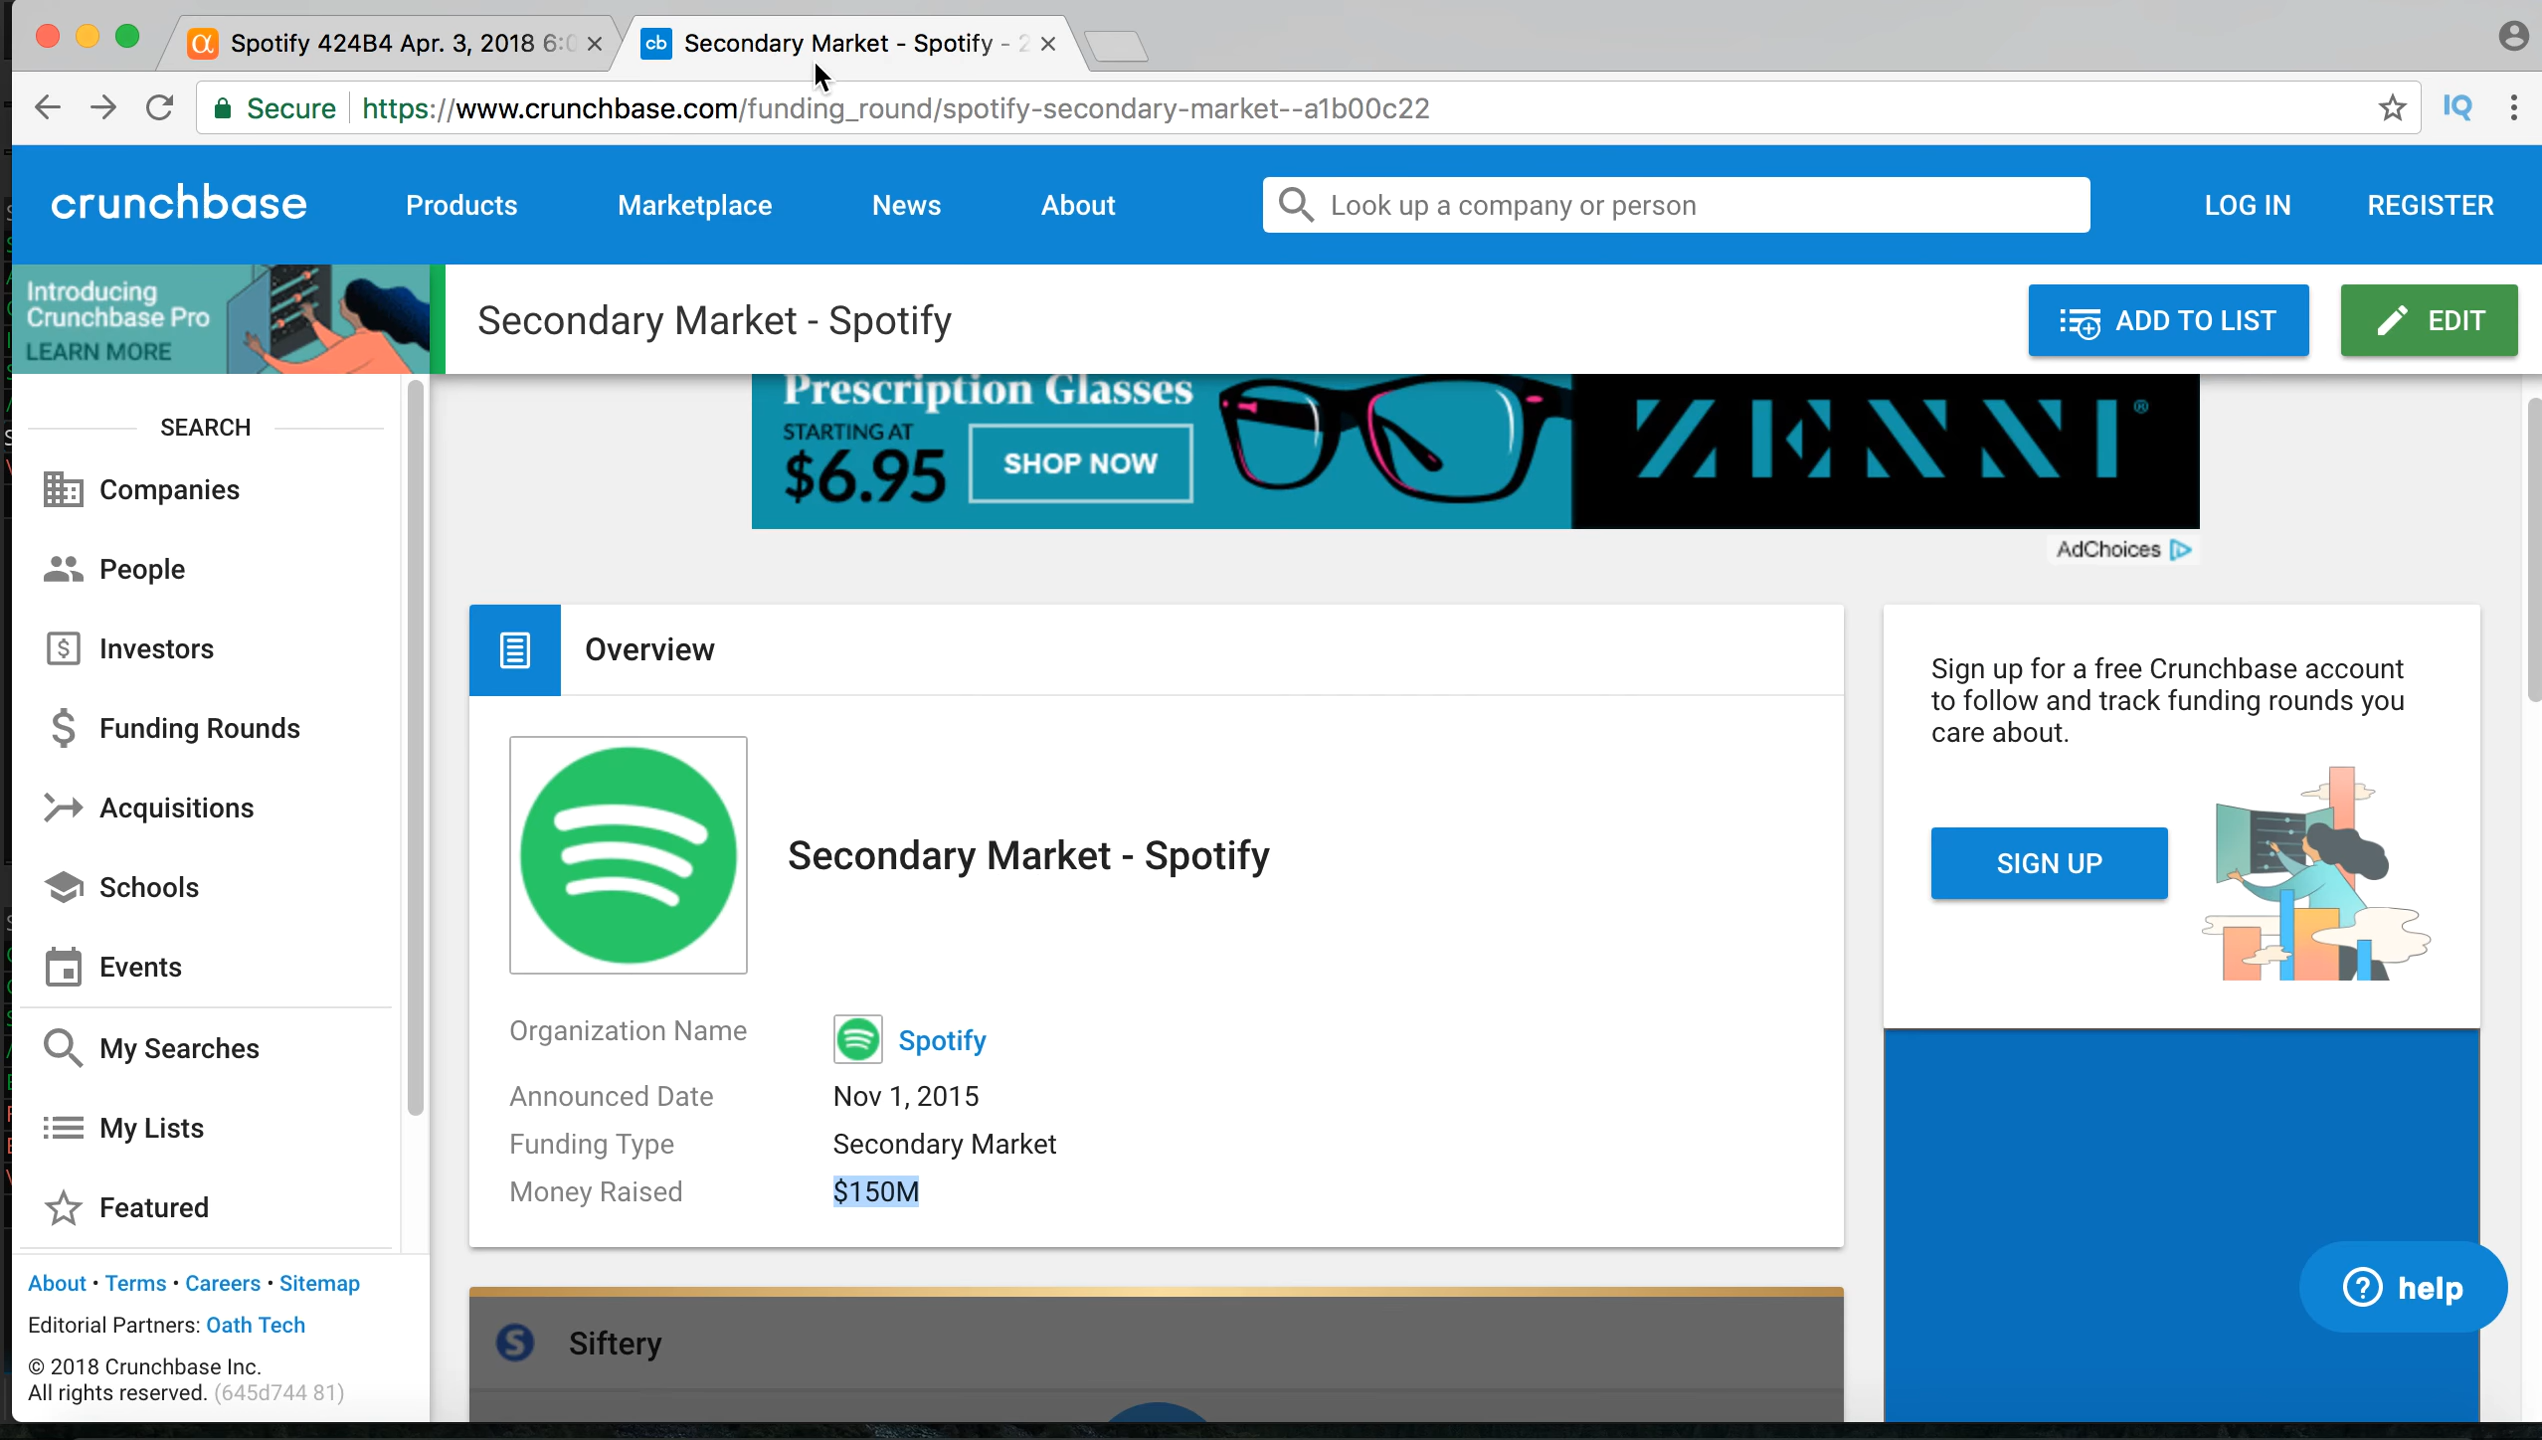 Spotify 424B4 Apr. 3, 2018 6:0
cb Secondary Market - Spotify - 2
Secure https://www.crunchbase.com/funding_round/spotify-secondary-market--a1b00c22
IQ
crunchbase Products Marketplace News About Look up a company or person LOG IN REGISTER
Introducing
Crunchbase Pro
LEARN MORE
Secondary Market - Spotify
ADD TO LIST
EDIT
Prescription Glasses
STARTING AT
$6.95
SHOP NOW
ZENNI®
AdChoices
SEARCH
Companies
People
Investors
Funding Rounds
Acquisitions
Schools
Events
My Searches
My Lists
Featured
About • Terms • Careers • Sitemap
Editorial Partners: Oath Tech
© 2018 Crunchbase Inc.
All rights reserved. (645d744 81)
Overview
Secondary Market - Spotify
Organization Name Spotify
Announced Date Nov 1, 2015
Funding Type Secondary Market
Money Raised $150M
S Siftery
Sign up for a free Crunchbase account
to follow and track funding rounds you
care about.
SIGN UP
? help